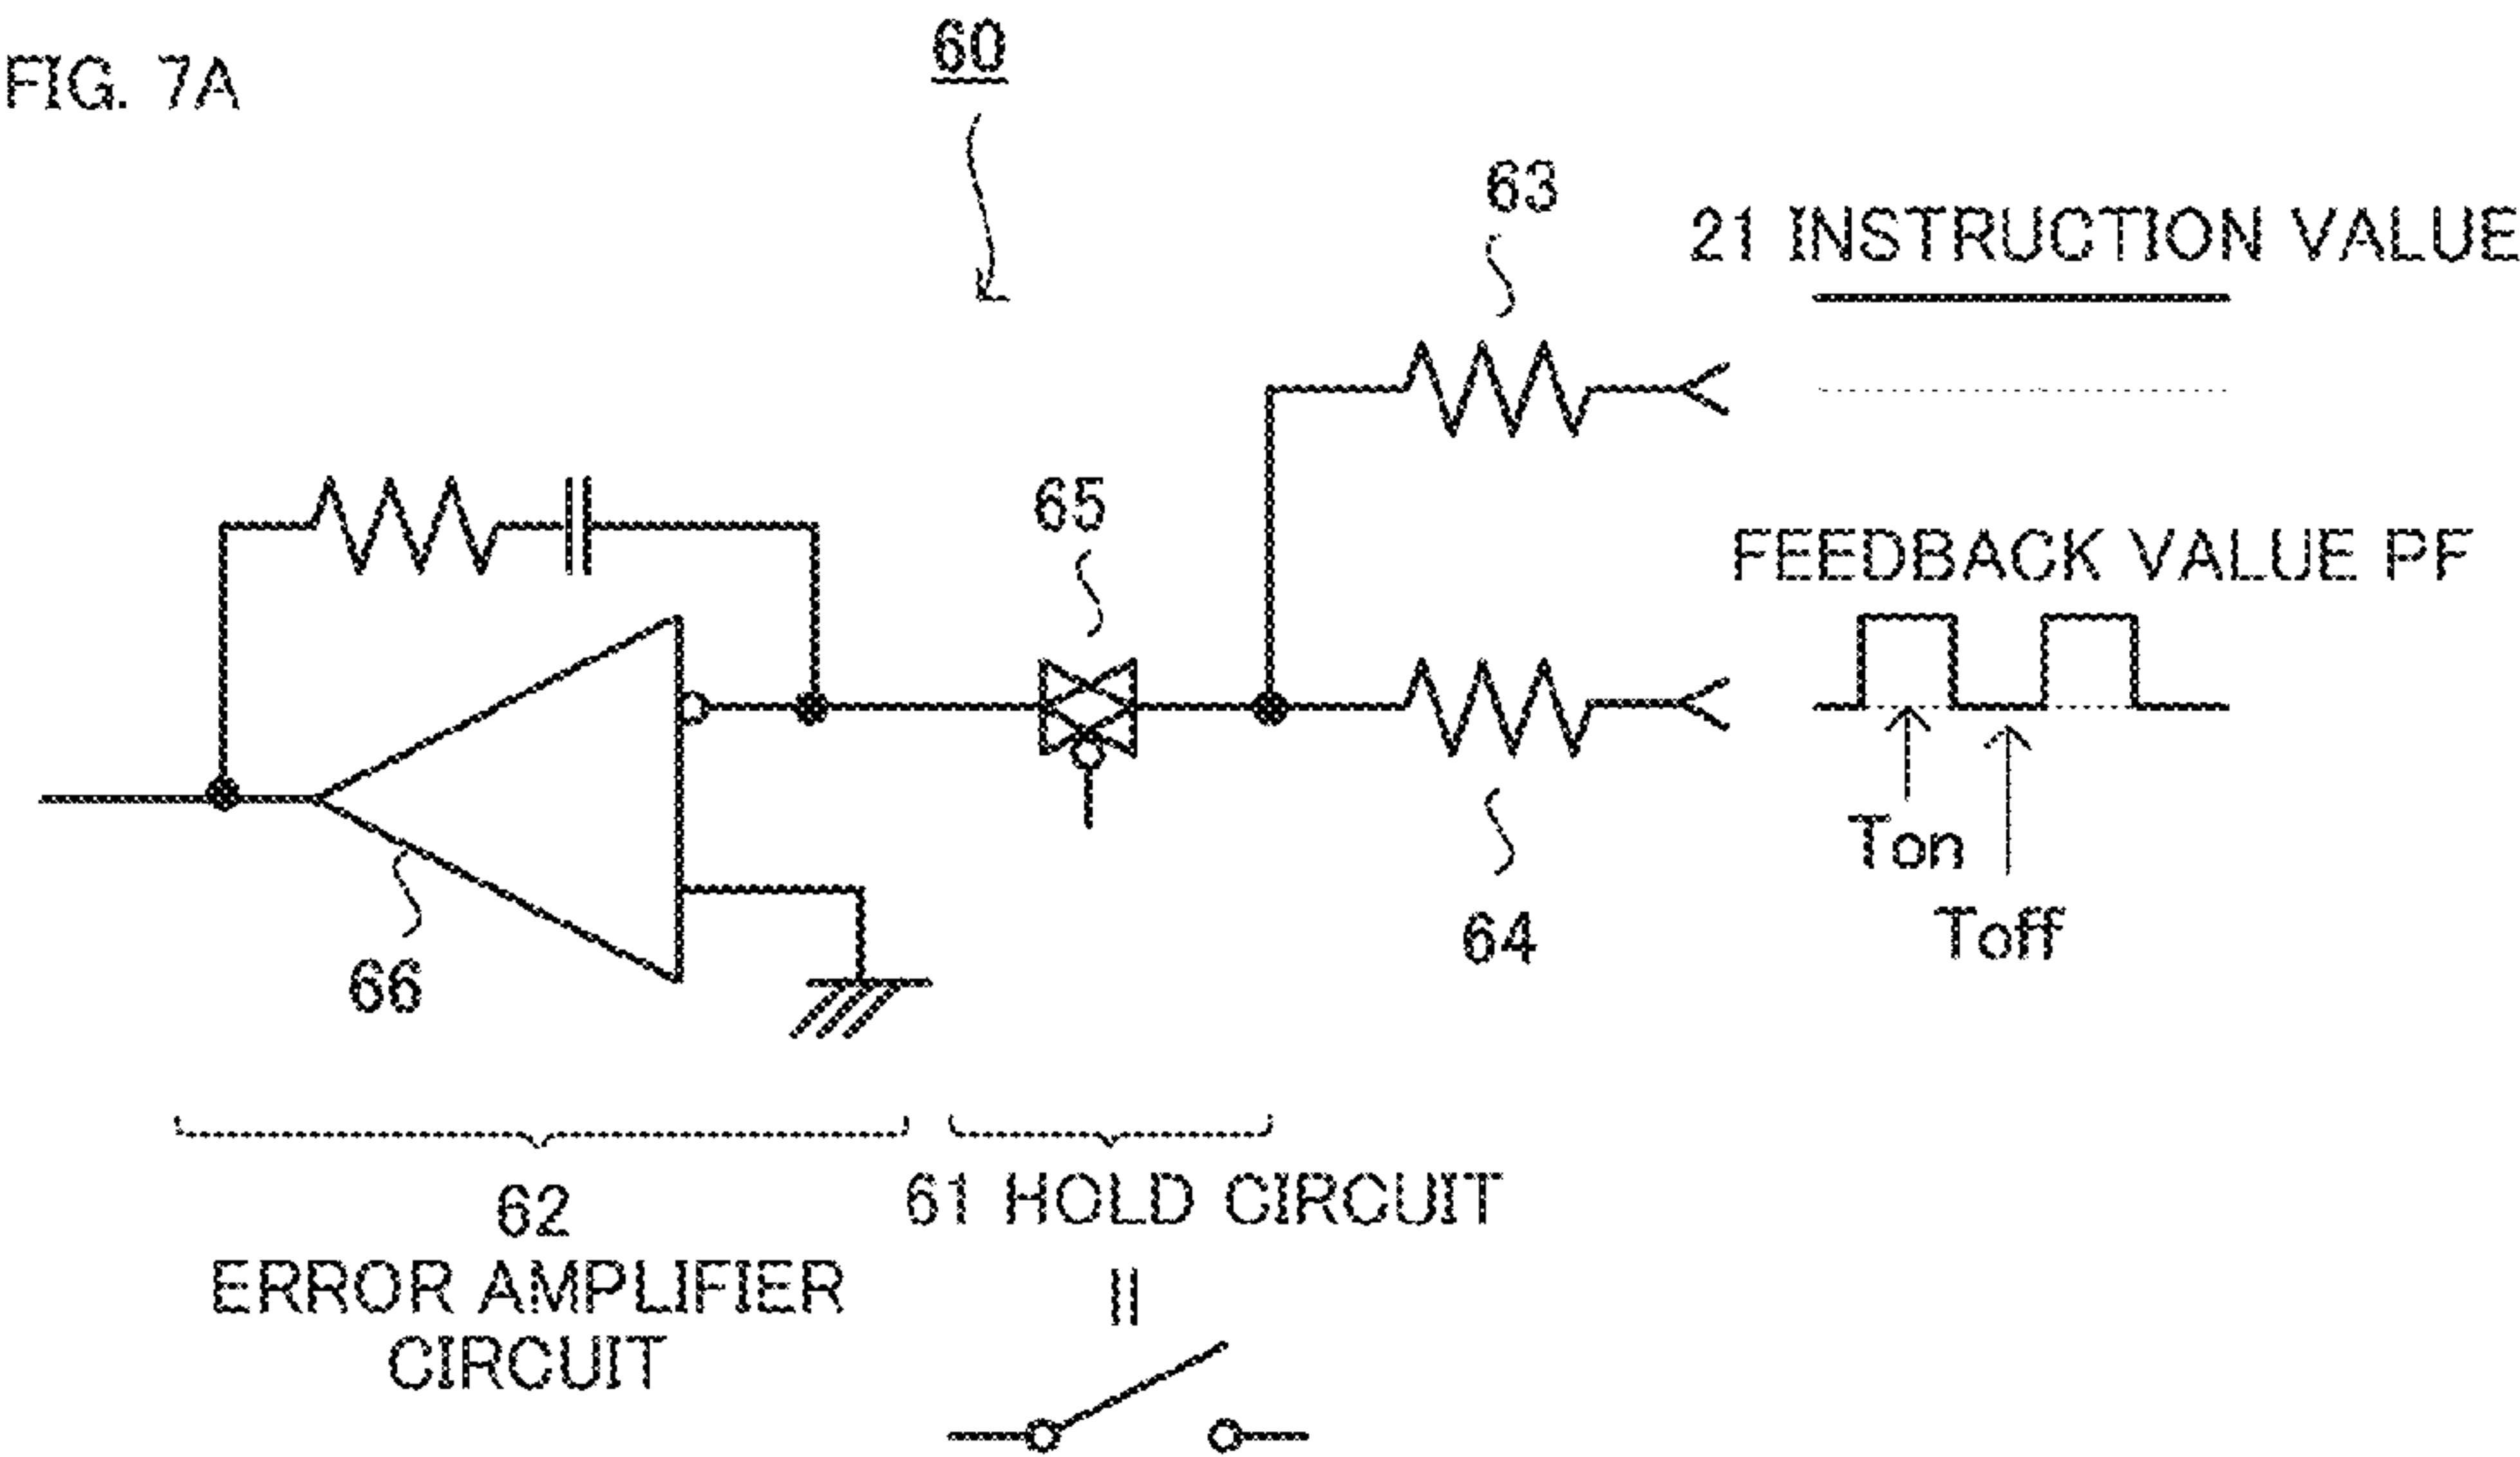 FIG. 7A
60
63
21 INSTRUCTION VALUE
65
FEEDBACK VALUE PF
Ton
Toff
64
66
62
ERROR AMPLIFIER
CIRCUIT
61 HOLD CIRCUIT